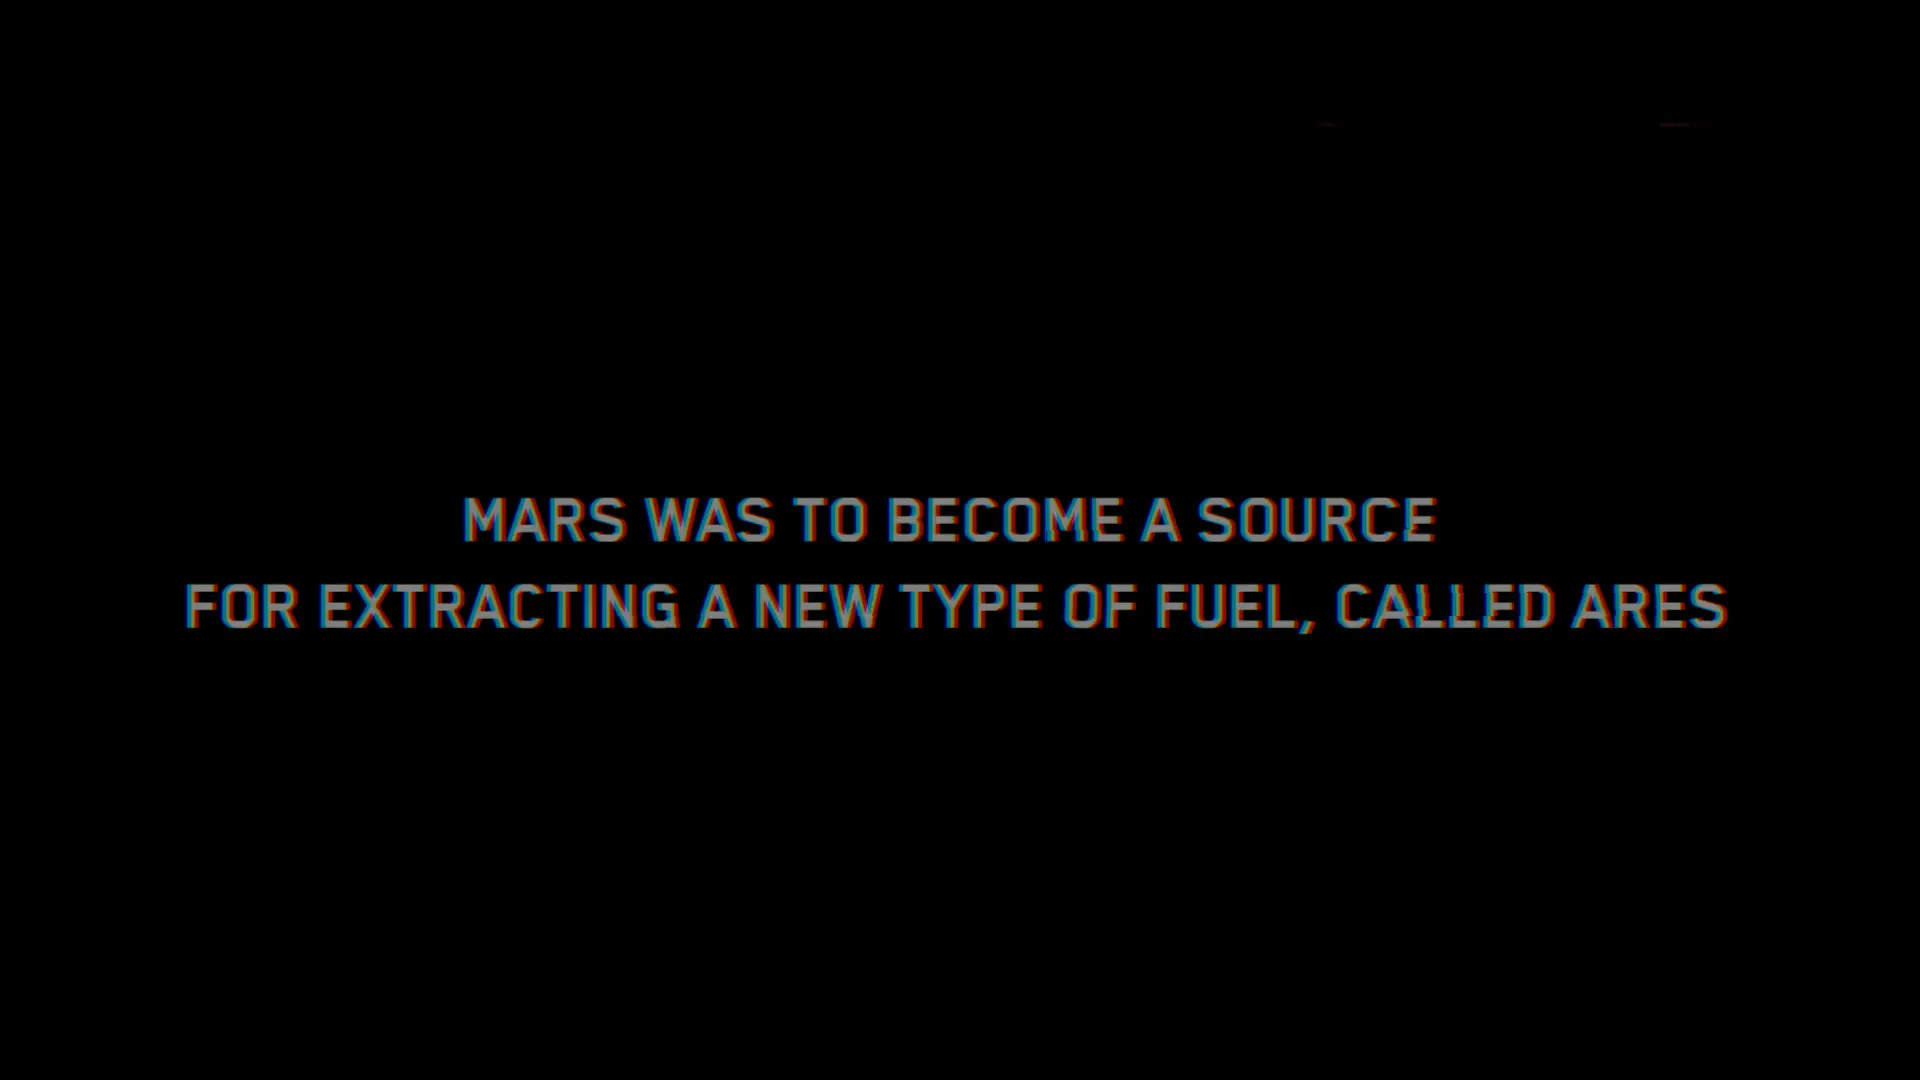 MARS WAS TO BECOME A SOURCE
FOR EXTRACTING A NEW TYPE OF FUEL, CALLED ARES